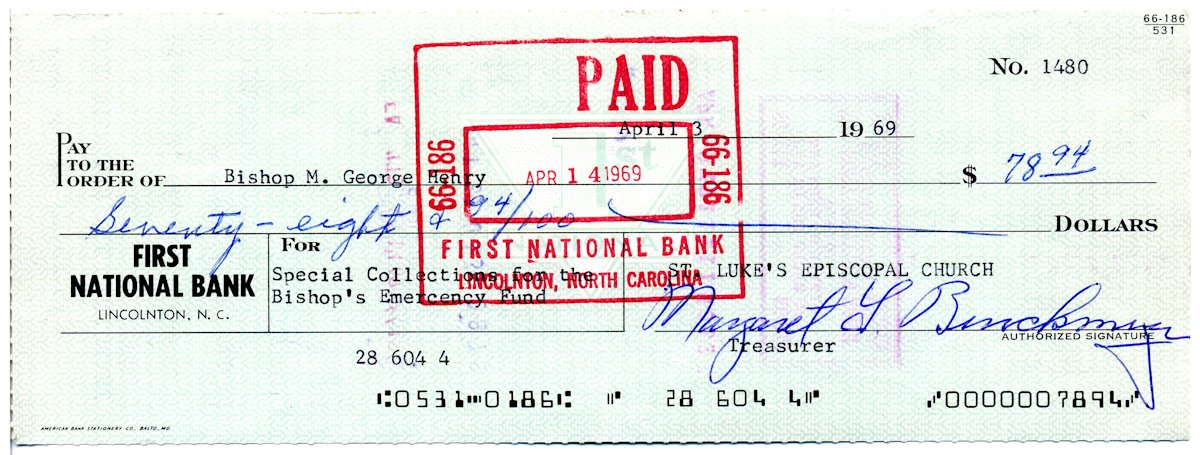 66-186
531
No. 1480
PAID
April 3 1969
PAY
TO THE
ORDER OF Bishop M. George Henry $ 78 94
66-186
APR 14 1969
66-186
Seventy-eight & 94/100 DOLLARS
FIRST NATIONAL BANK
LINCOLNTON, NORTH CAROLINA
FIRST
NATIONAL BANK
LINCOLNTON, N. C.
FOR
Special Collections for the
Bishop's Emercency Fund
ST. LUKE'S EPISCOPAL CHURCH
Margaret G
AUTHORIZED SIGNATURE
Treasurer
28 604 4
⑆0531⑉0186⑆ ⑈ 28 604 4⑈ ⑇0000007894⑇
AMERICAN BANK STATIONERY CO., BALTO., MD.